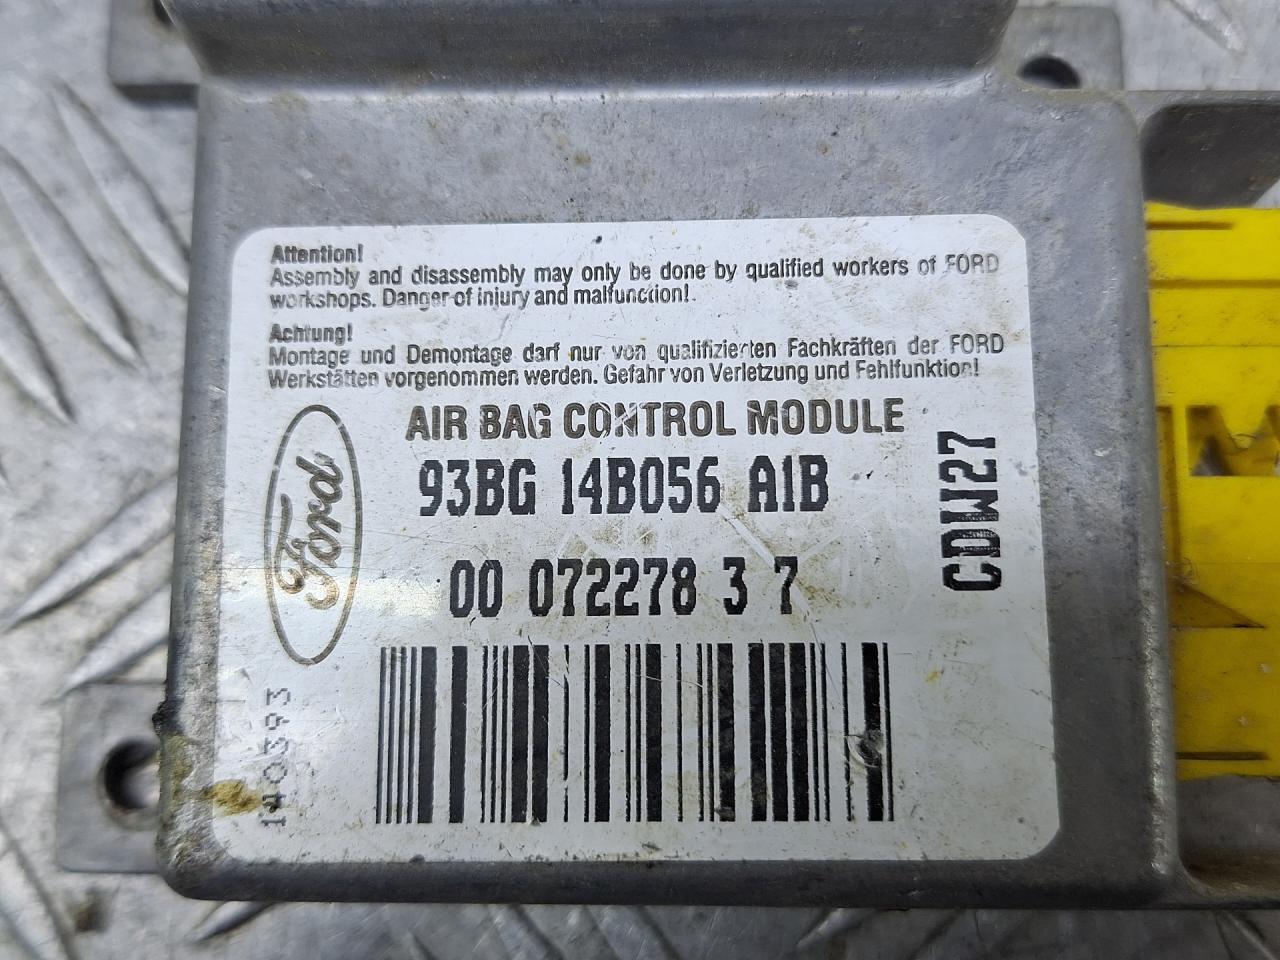 Attention!
Assembly and disassembly may only be done by qualified workers of FORD
workshops. Danger of injury and malfunction!
Achtung!
Montage und Demontage darf nur von qualifizierten Fachkräften der FORD
Werkstätten vorgenommen werden. Gefahr von Verletzung und Fehlfunktion!
AIR BAG CONTROL MODULE
93BG 14B056 A1B
00 072278 3 7
CDW27
Ford
140393